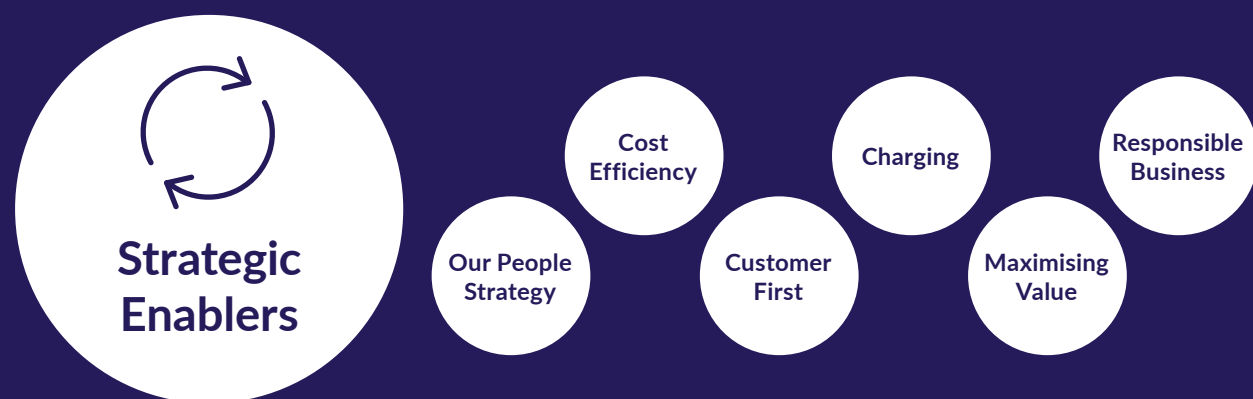 Strategic
Enablers
Our People
Strategy
Cost
Efficiency
Customer
First
Charging
Maximising
Value
Responsible
Business